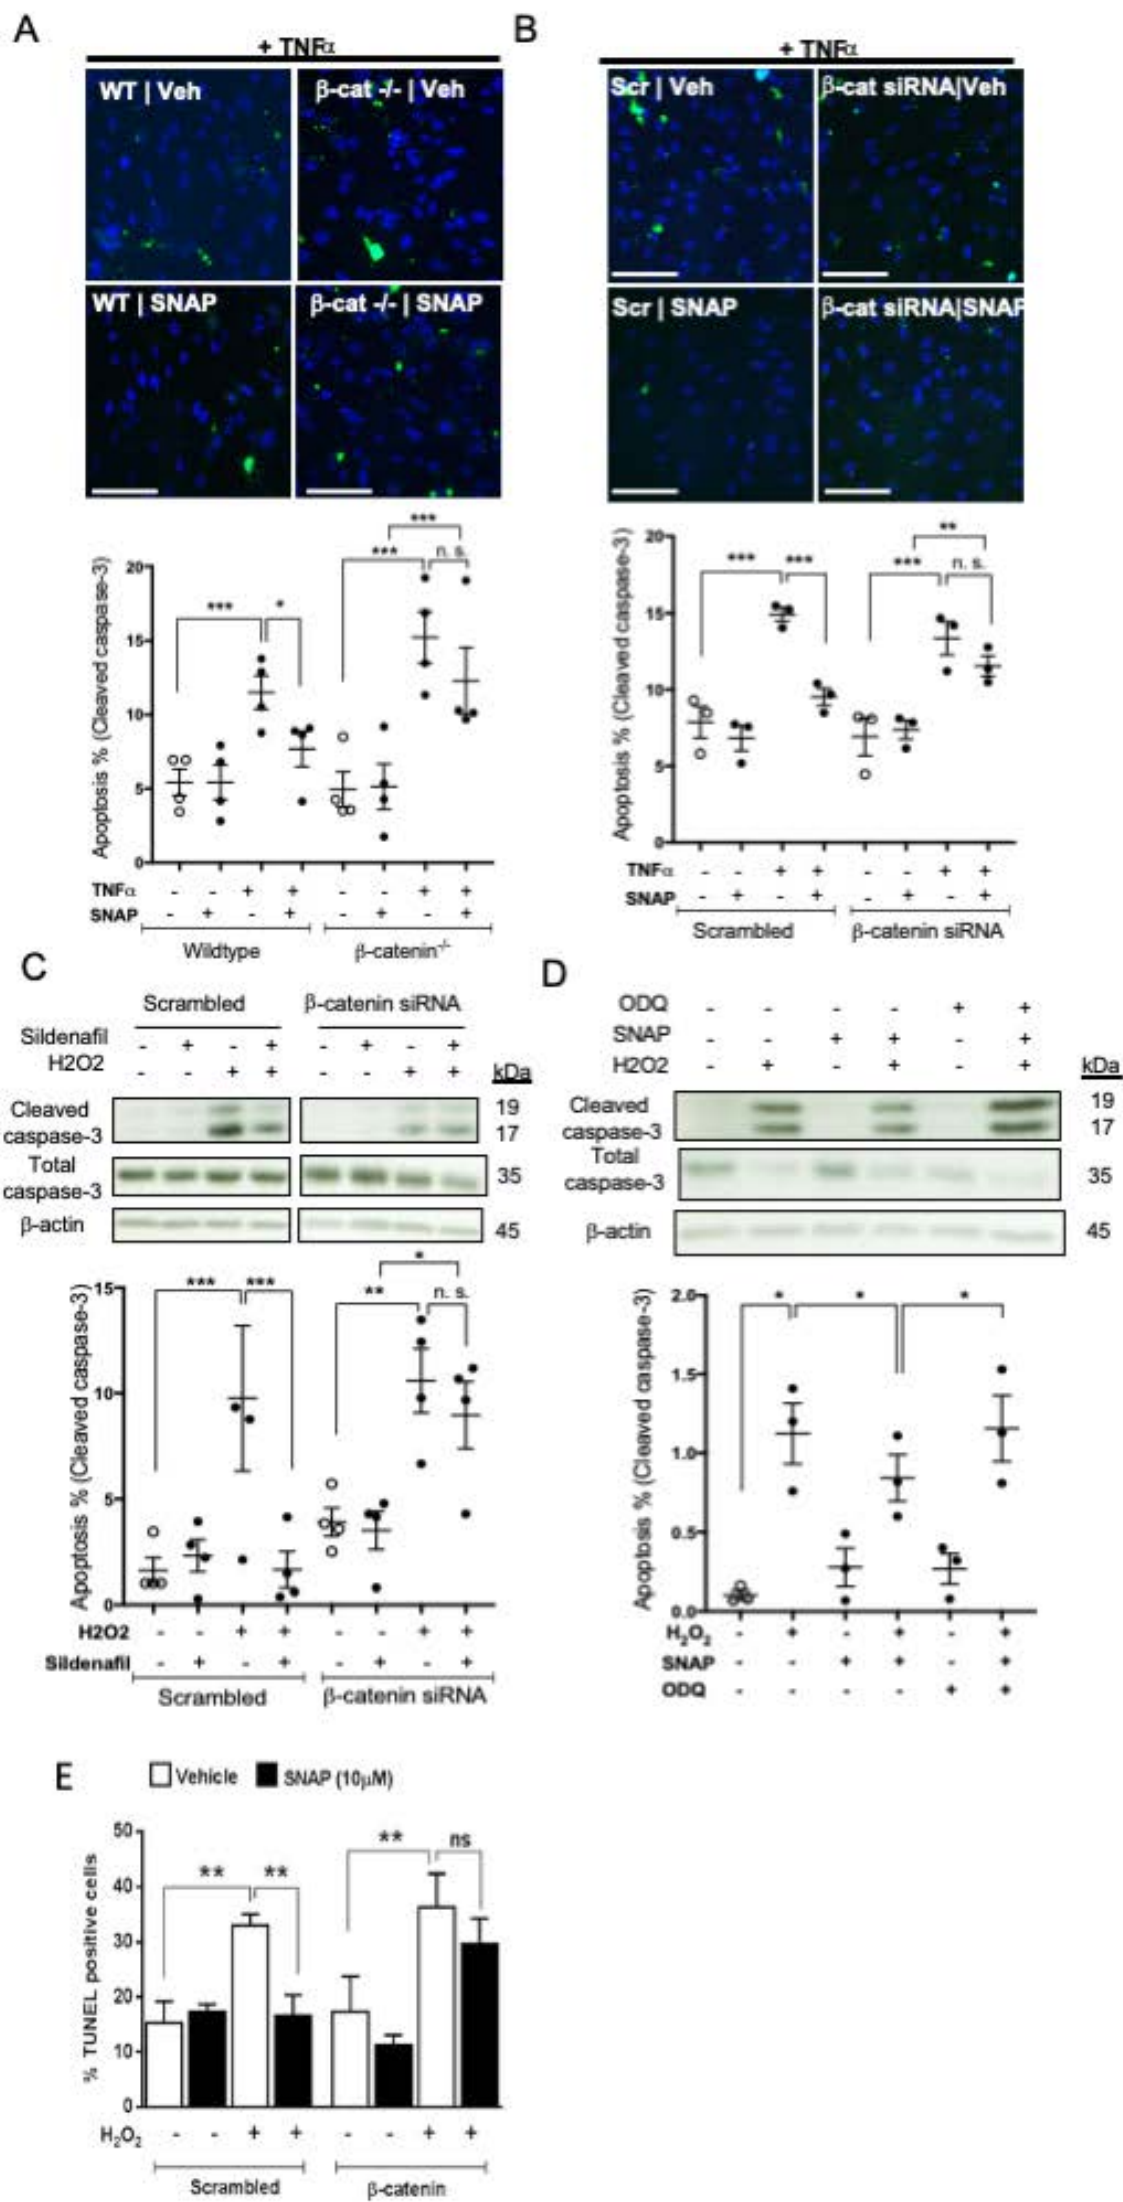 A
+ TNFα
WT | Veh
β-cat -/- | Veh
WT | SNAP
β-cat -/- | SNAP
***
*** n. s.
*** *
Apoptosis % (Cleaved caspase-3)
20
15
10
5
0
TNFα - - + + - - + +
SNAP - + - + - + - +
Wildtype β-catenin-/-
B
+ TNFα
Scr | Veh
β-cat siRNA|Veh
Scr | SNAP
β-cat siRNA|SNAP
**
*** *** *** n. s.
Apoptosis % (Cleaved caspase-3)
20
15
10
5
0
TNFα - - + + - - + +
SNAP - + - + - + - +
Scrambled β-catenin siRNA
C
Scrambled β-catenin siRNA
Sildenafil - + - + - + - +
H2O2 - - + + - - + +
kDa
Cleaved caspase-3 19 17
Total caspase-3 35
β-actin 45
*
*** *** ** n. s.
Apoptosis % (Cleaved caspase-3)
15
10
5
0
H2O2 - - + + - - + +
Sildenafil - + - + - + - +
Scrambled β-catenin siRNA
D
ODQ - - - - + +
SNAP - - + + - +
H2O2 - + - + - +
kDa
Cleaved caspase-3 19 17
Total caspase-3 35
β-actin 45
* * *
Apoptosis % (Cleaved caspase-3)
2.0
1.5
1.0
0.5
0.0
H₂O₂ - + - + - +
SNAP - - + + - +
ODQ - - - - + +
E
Vehicle SNAP (10μM)
** ** ** ns
% TUNEL positive cells
50
40
30
20
10
0
H₂O₂ - - + + - - + +
Scrambled β-catenin